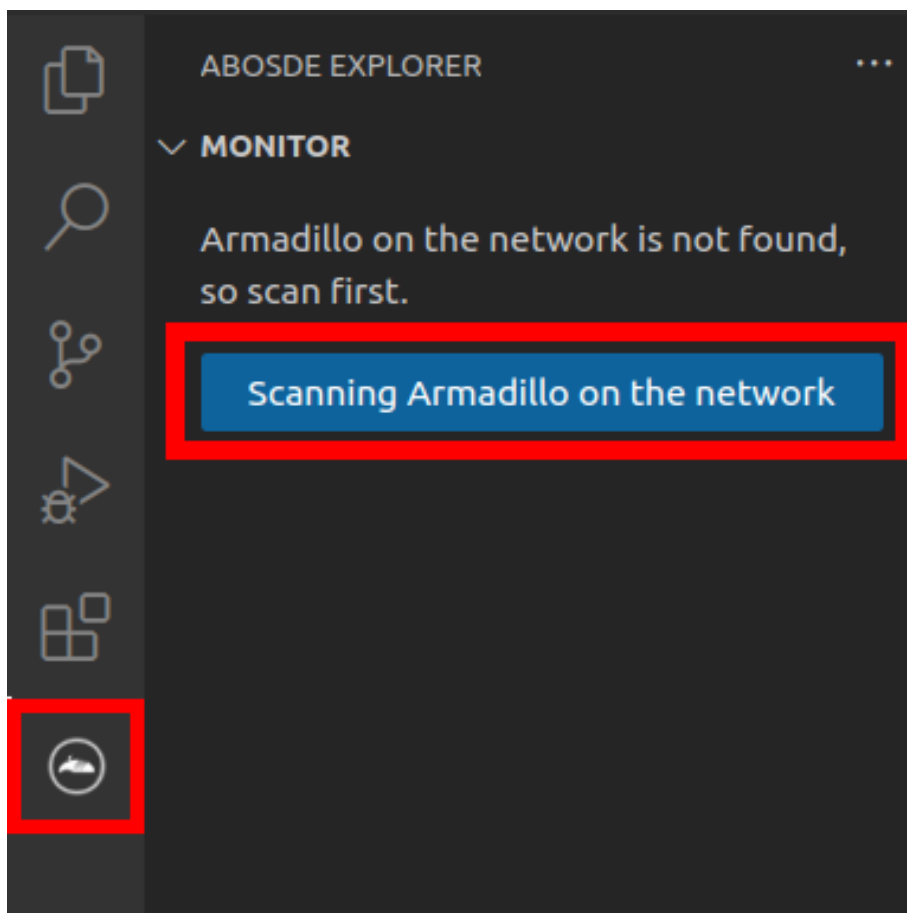 ABOSDE EXPLORER
MONITOR
Armadillo on the network is not found,
so scan first.
Scanning Armadillo on the network